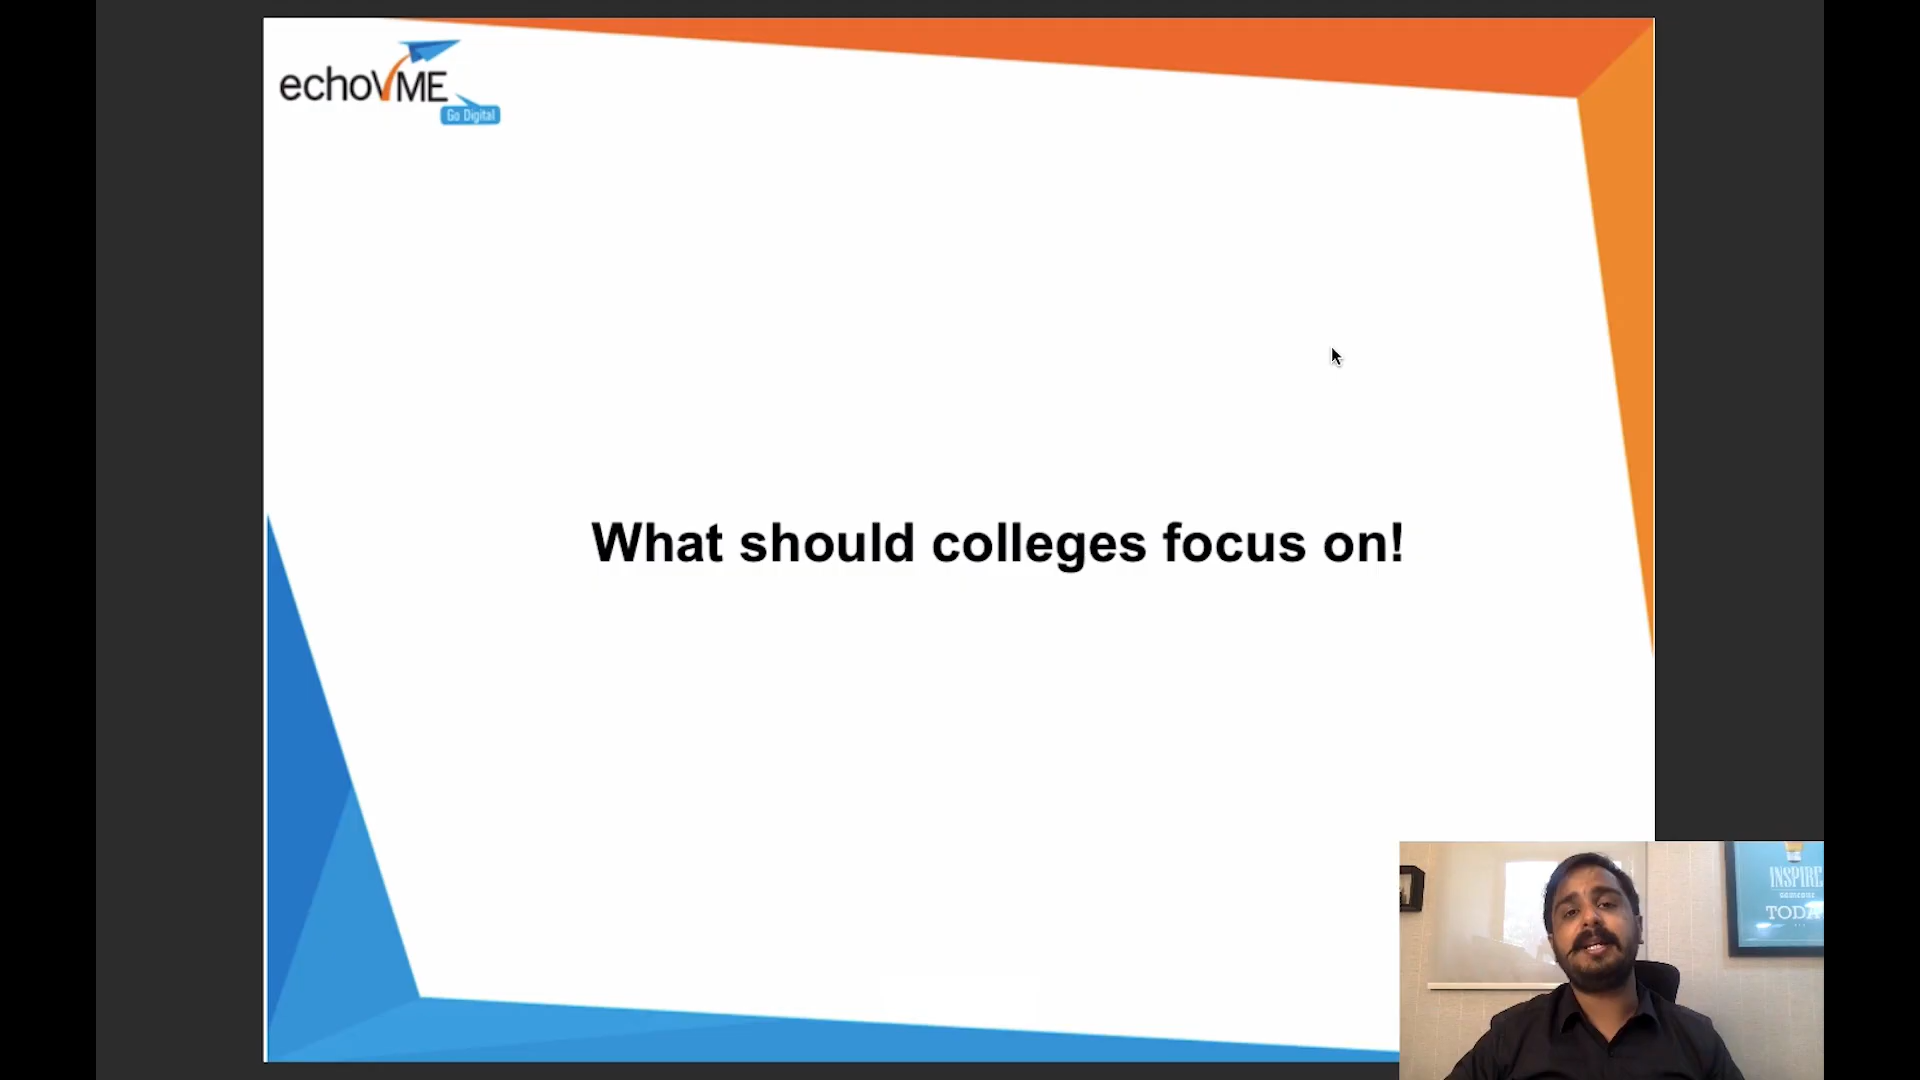 echoVME
Go Digital
What should colleges focus on!
INSPIRE
TODA